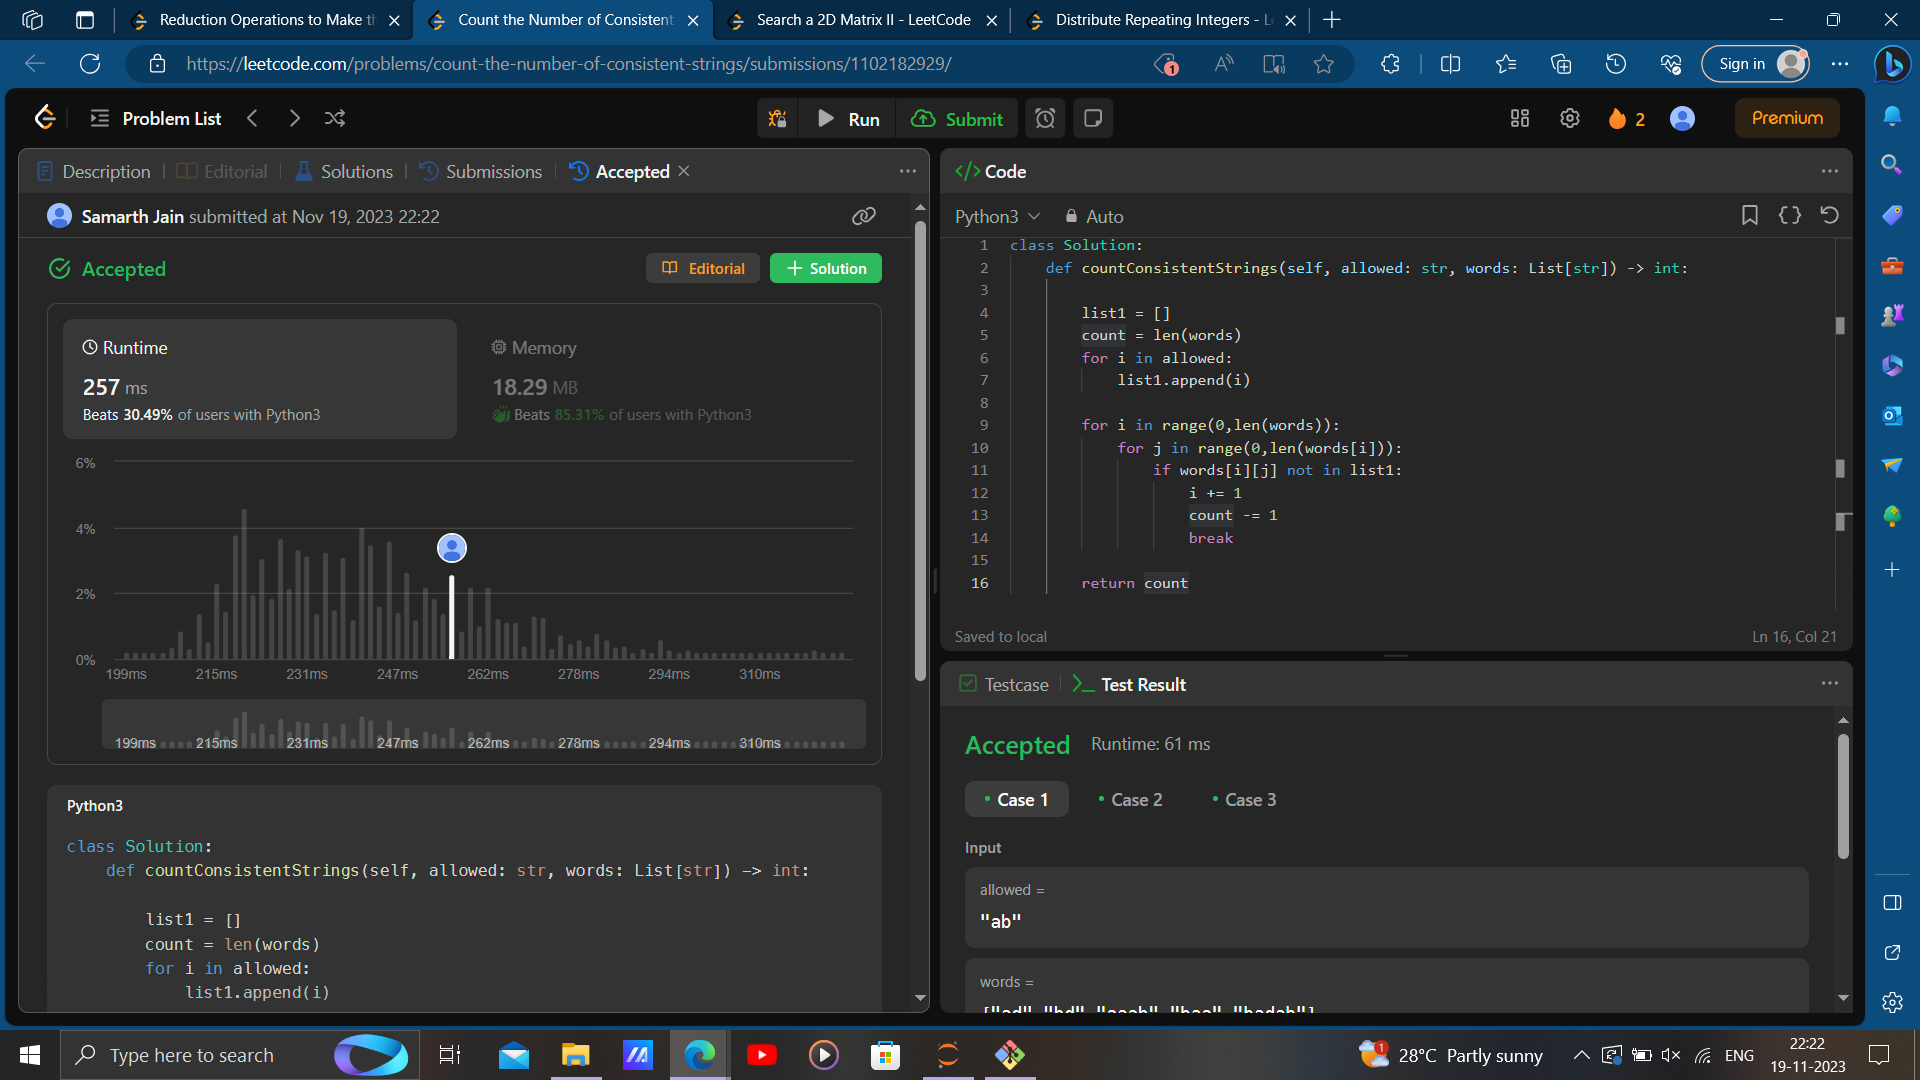 Reduction Operations to Make th
Count the Number of Consistent
Search a 2D Matrix II - LeetCode
Distribute Repeating Integers - Le
https://leetcode.com/problems/count-the-number-of-consistent-strings/submissions/1102182929/
1
Sign in
Problem List
Run
Submit
2
Premium
Description
Editorial
Solutions
Submissions
Accepted
Samarth Jain submitted at Nov 19, 2023 22:22
Accepted
Editorial
Solution
Runtime
257 ms
Beats 30.49% of users with Python3
Memory
18.29 MB
Beats 85.31% of users with Python3
6%
4%
2%
0%
199ms 215ms 231ms 247ms 262ms 278ms 294ms 310ms
199ms 215ms 231ms 247ms 262ms 278ms 294ms 310ms
Python3
class Solution:
    def countConsistentStrings(self, allowed: str, words: List[str]) -> int:
        list1 = []
        count = len(words)
        for i in allowed:
            list1.append(i)
</> Code
Python3
Auto
1 class Solution:
2     def countConsistentStrings(self, allowed: str, words: List[str]) -> int:
3
4         list1 = []
5         count = len(words)
6         for i in allowed:
7             list1.append(i)
8
9         for i in range(0,len(words)):
10             for j in range(0,len(words[i])):
11                 if words[i][j] not in list1:
12                     i += 1
13                     count -= 1
14                     break
15
16         return count
Saved to local
Ln 16, Col 21
Testcase
Test Result
Accepted
Runtime: 61 ms
Case 1
Case 2
Case 3
Input
allowed =
"ab"
words =
["ad","bd","aaab","baa","badab"]
Type here to search
1
28°C Partly sunny
ENG
22:22
19-11-2023